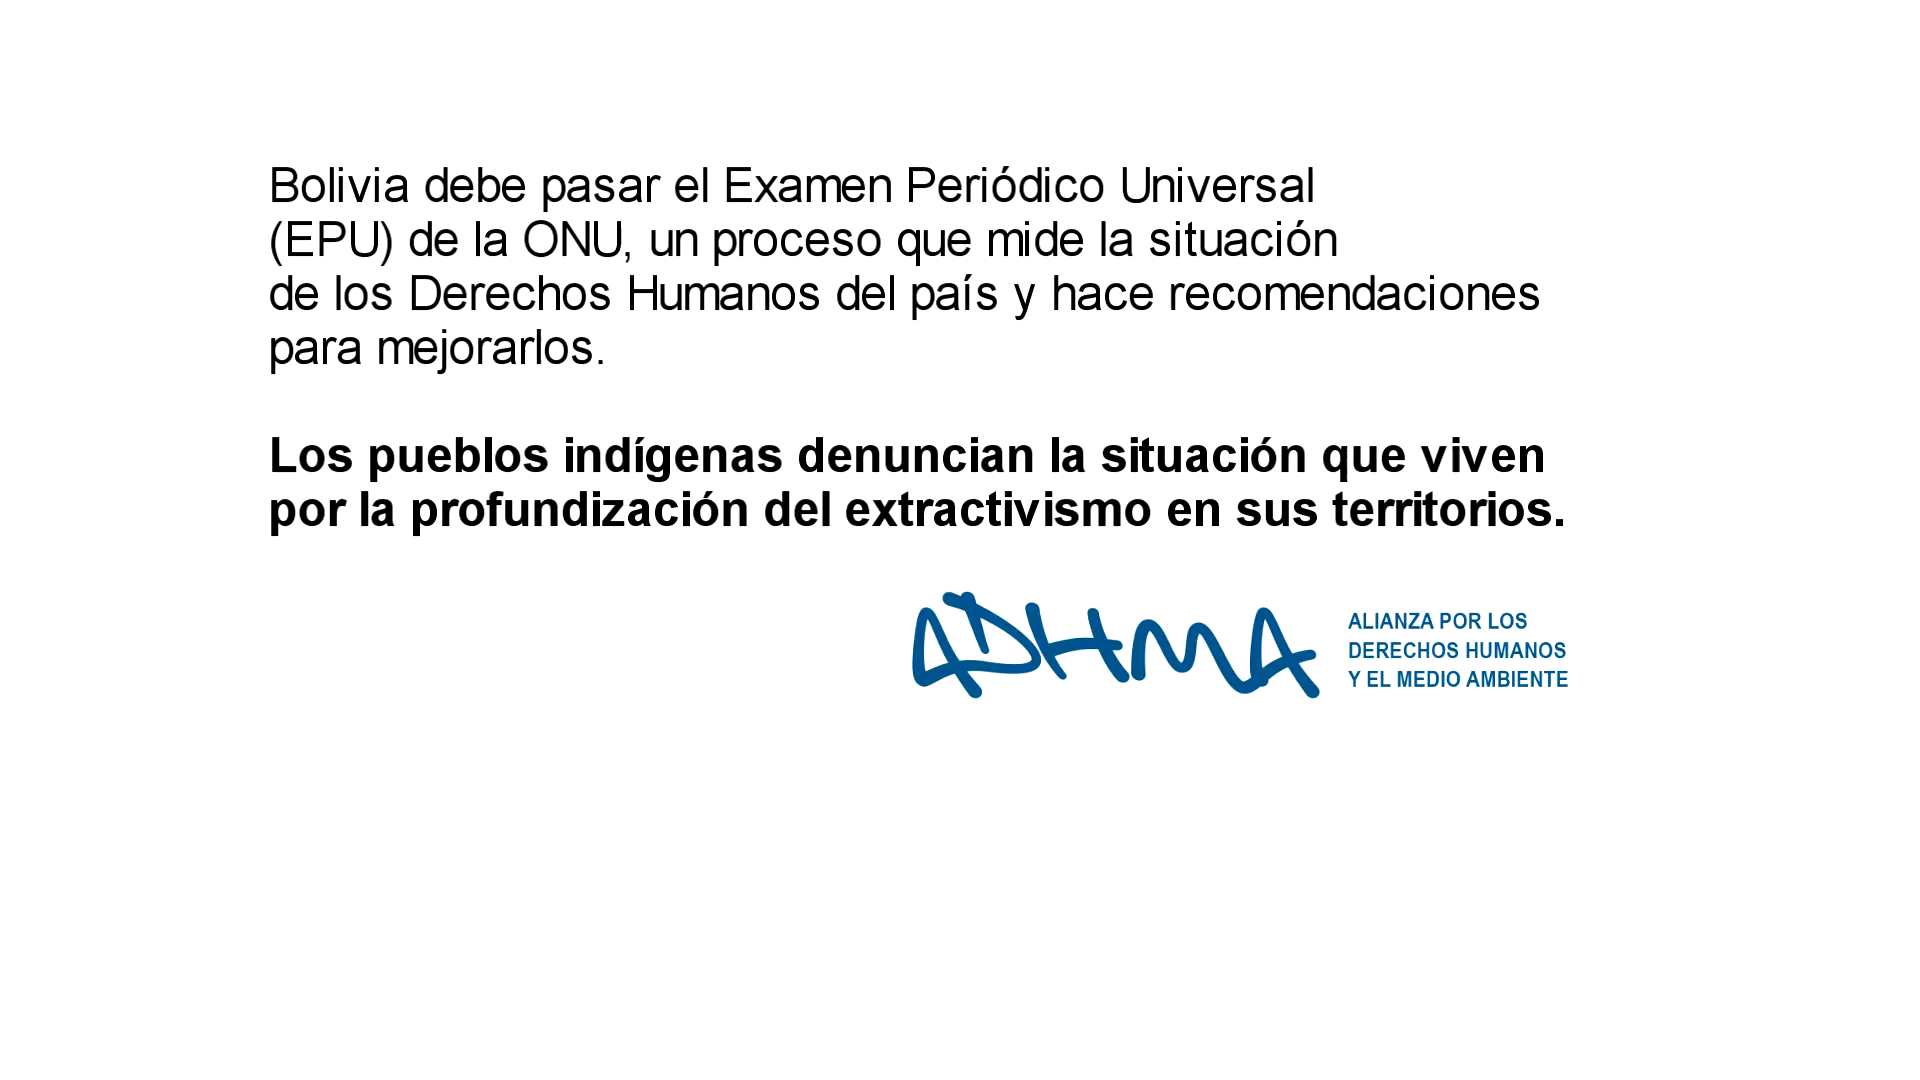 Bolivia debe pasar el Examen Periódico Universal
(EPU) de la ONU, un proceso que mide la situación
de los Derechos Humanos del país y hace recomendaciones
para mejorarlos.
Los pueblos indígenas denuncian la situación que viven
por la profundización del extractivismo en sus territorios.
ADHMA
ALIANZA POR LOS
DERECHOS HUMANOS
Y EL MEDIO AMBIENTE